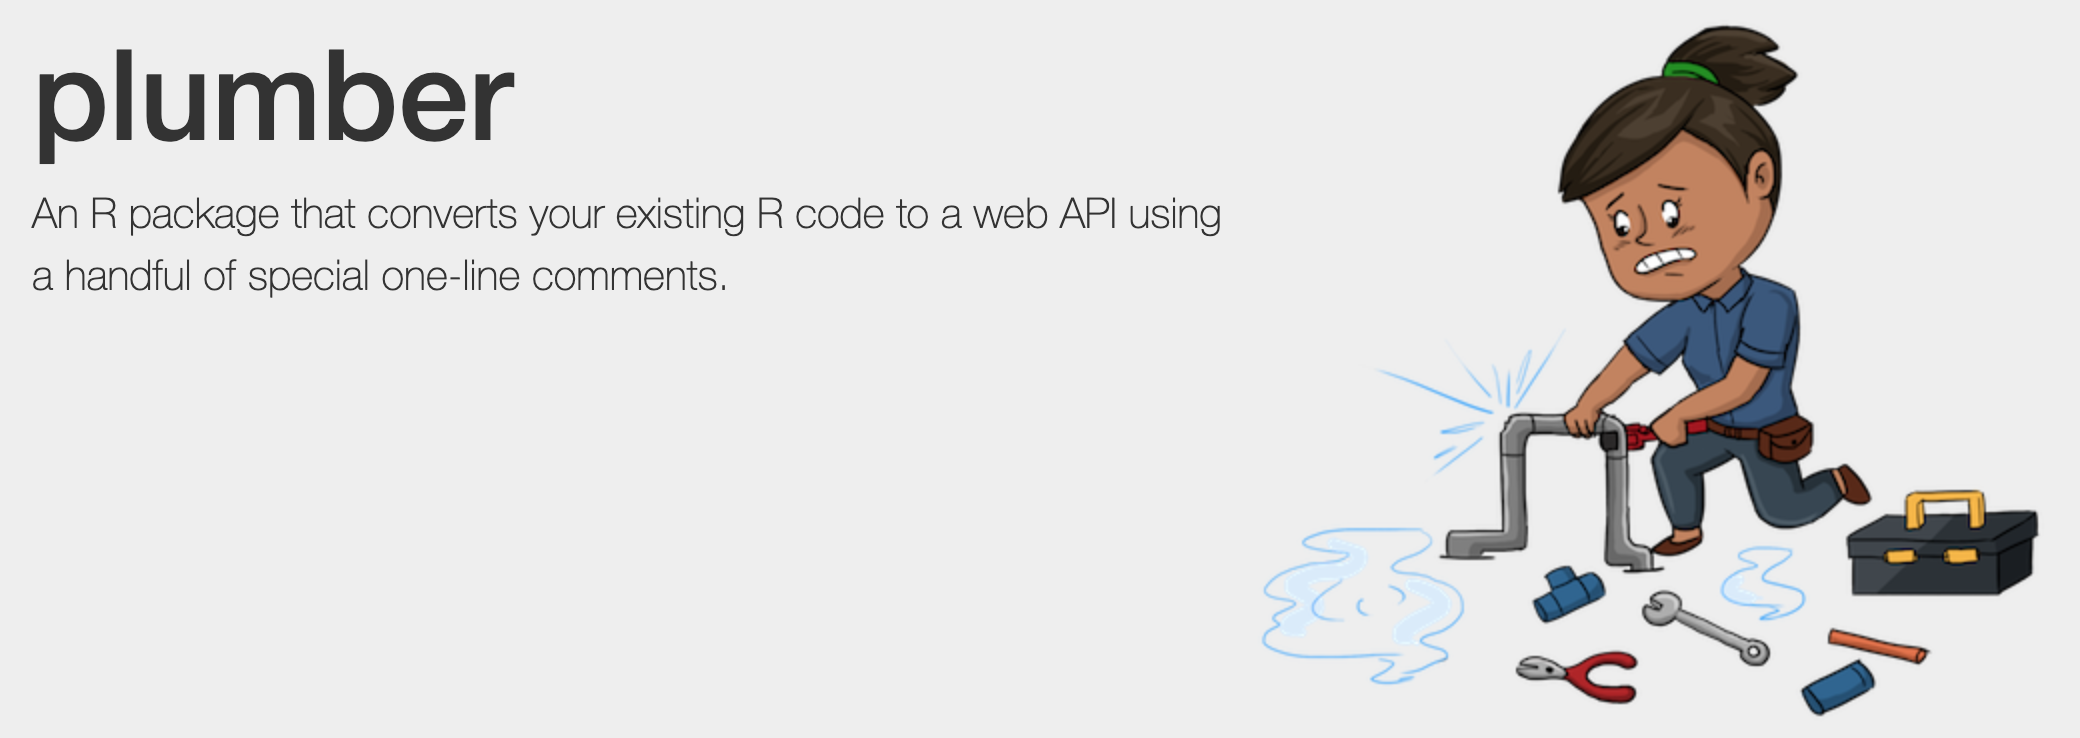 plumber
An R package that converts your existing R code to a web API using
a handful of special one-line comments.